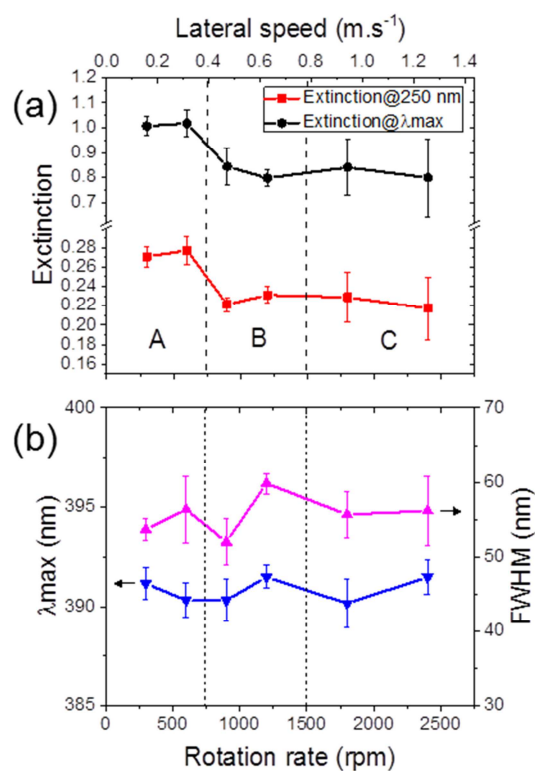 Lateral speed (m.s-1)
0.0 0.2 0.4 0.6 0.8 1.0 1.2 1.4
(a)
Extinction@250 nm
Extinction@λmax
1.2
1.1
1.0
0.9
0.8
0.7
0.28
0.26
0.24
0.22
0.20
0.18
0.16
Exctinction
A B C
(b)
400
395
390
385
λmax (nm)
70
60
50
40
30
FWHM (nm)
0 500 1000 1500 2000 2500
Rotation rate (rpm)